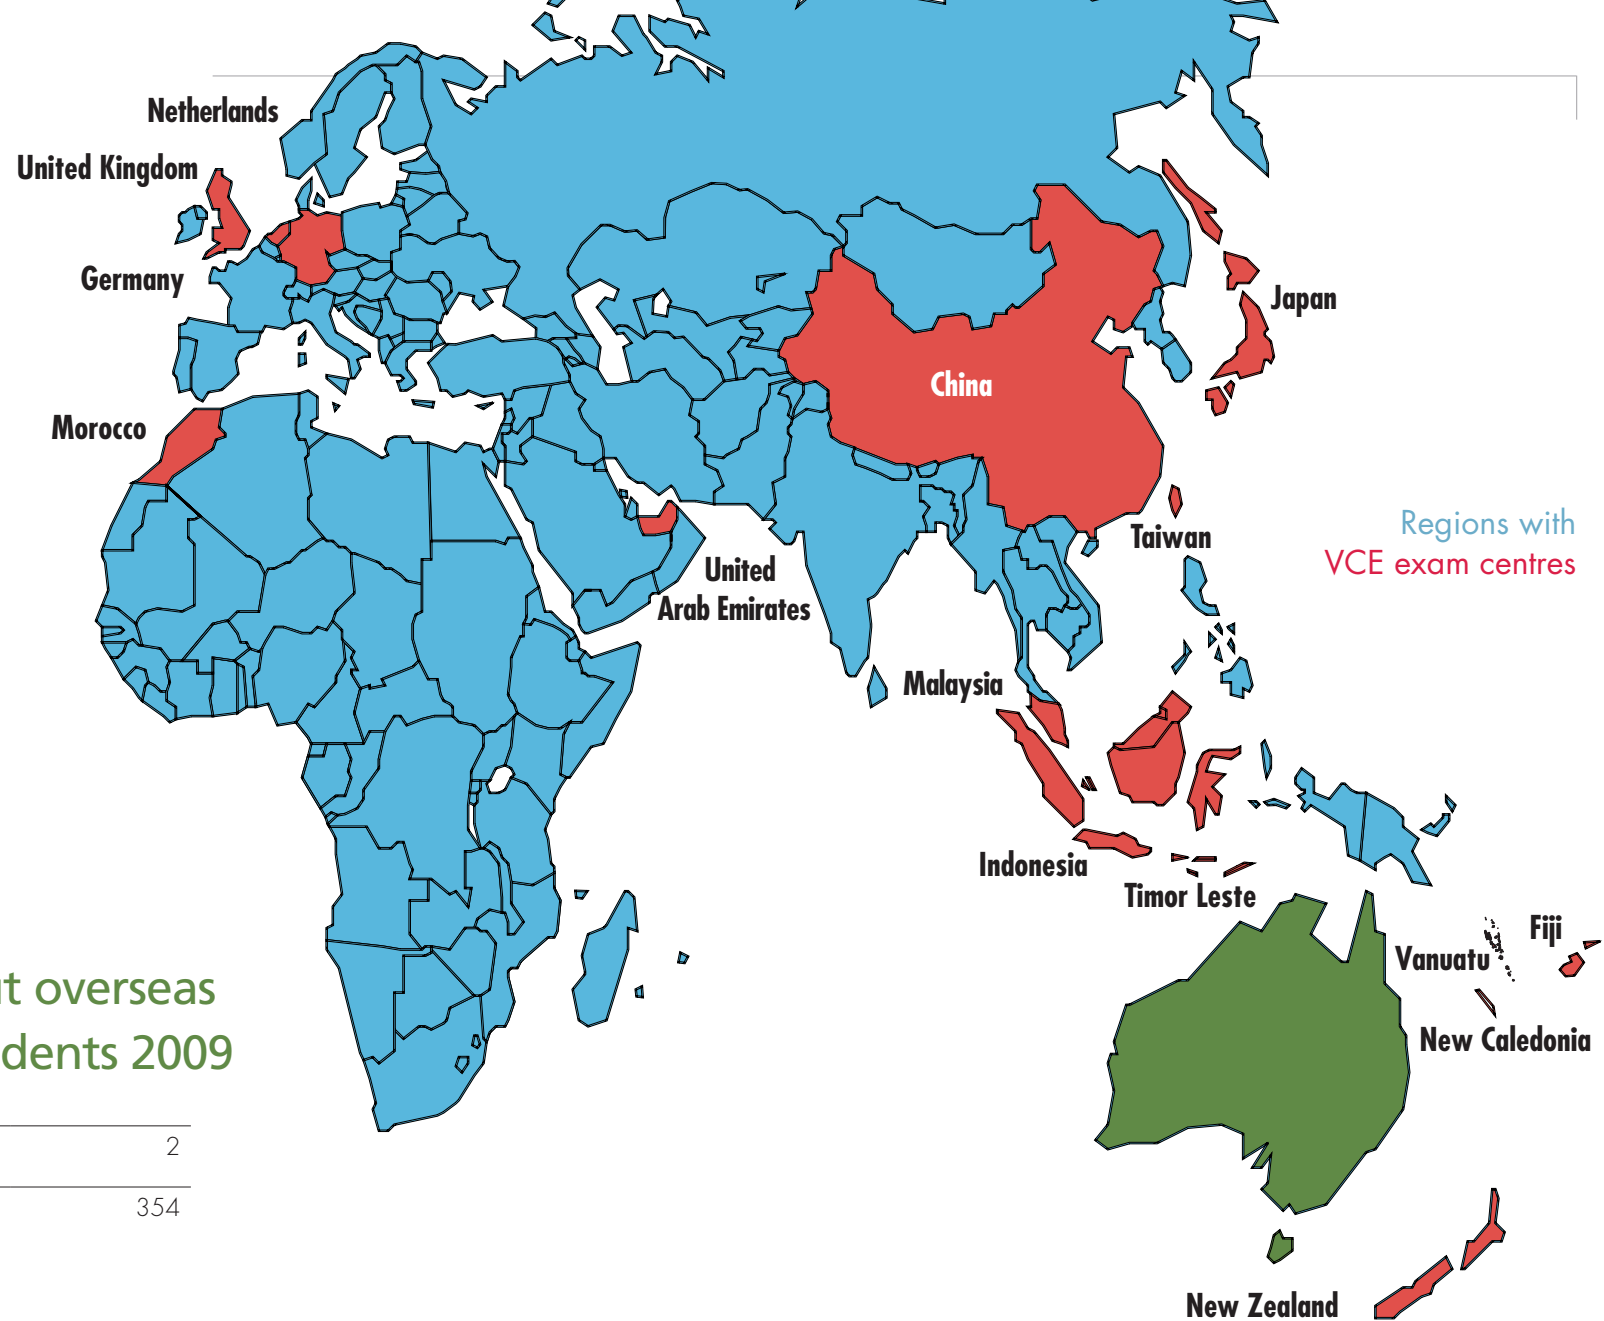 Netherlands
United Kingdom
Germany
Morocco
China
Japan
Taiwan
Regions with
VCE exam centres
United
Arab Emirates
Malaysia
Indonesia
Timor Leste
Fiji
Vanuatu
New Caledonia
t overseas
dents 2009
2
354
New Zealand